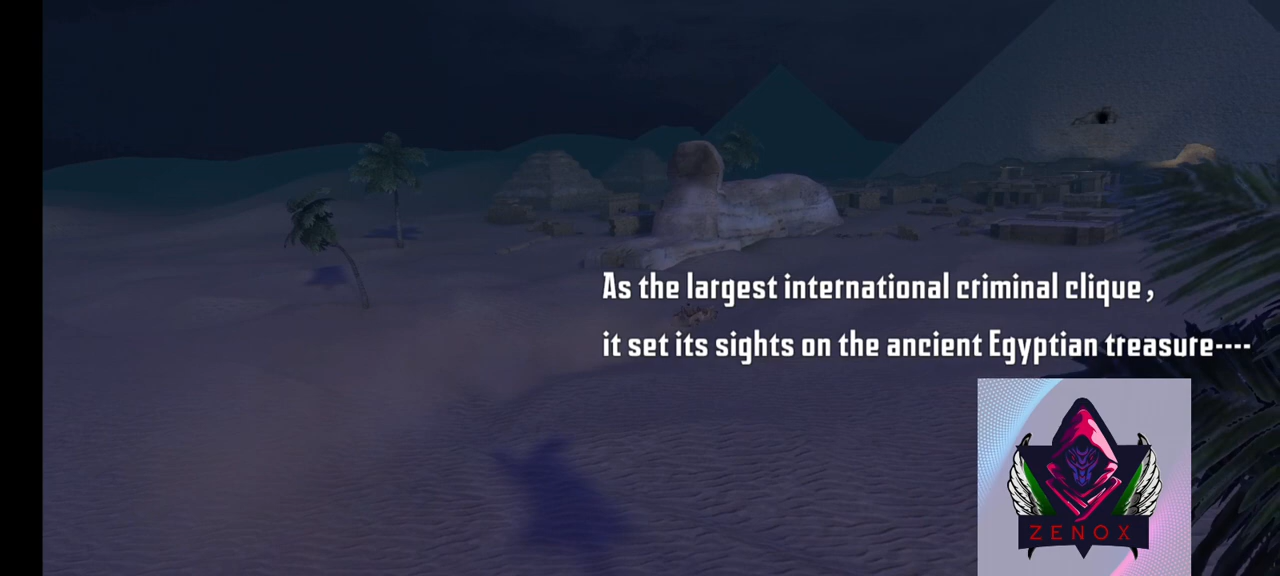 As the largest international criminal clique,
it set its sights on the ancient Egyptian treasure----
ZENOX